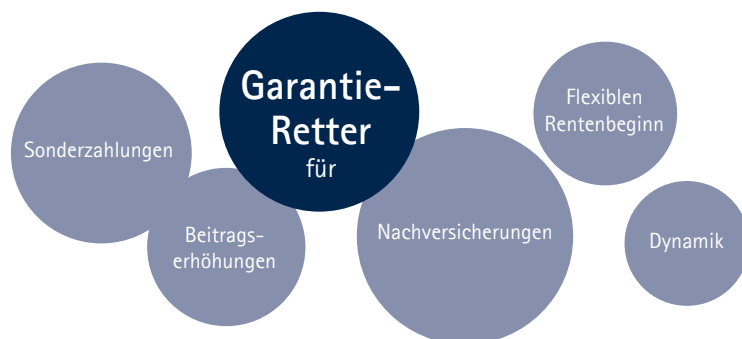 Garantie-
Retter
für
Sonderzahlungen
Beitrags-
erhöhungen
Nachversicherungen
Flexiblen
Rentenbeginn
Dynamik